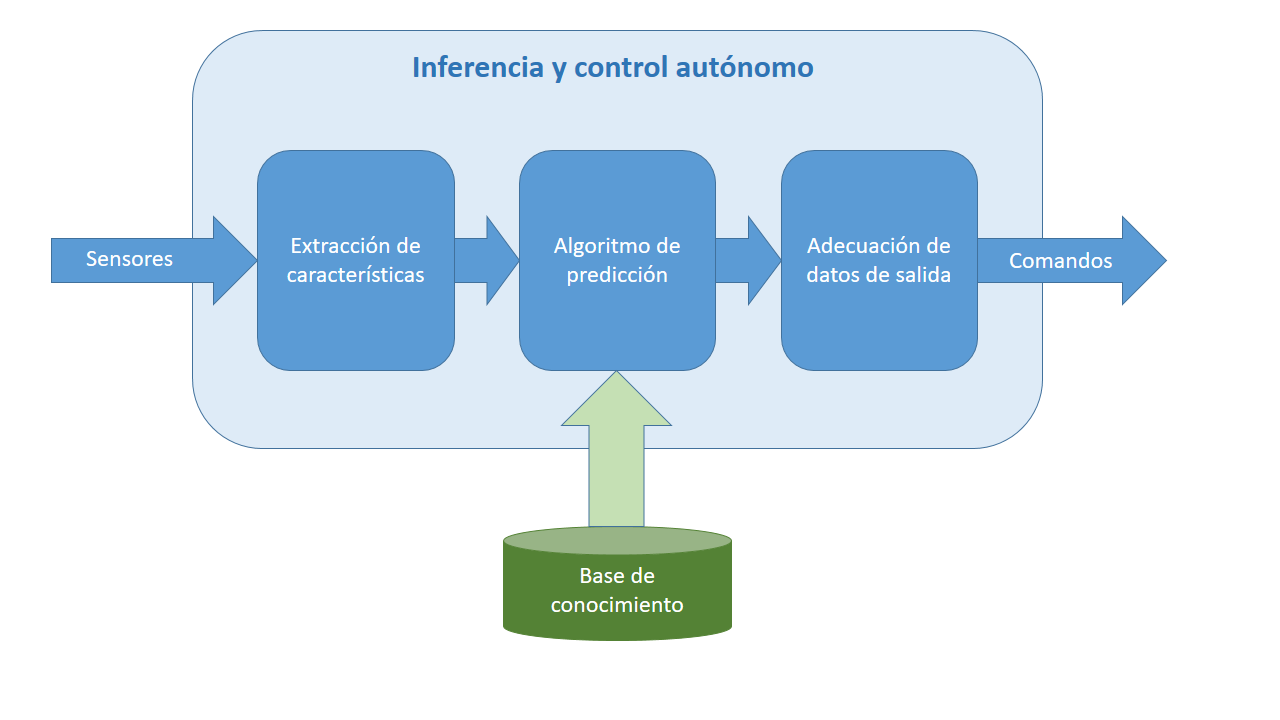 Inferencia y control autónomo
Sensores
Extracción de
características
Algoritmo de
predicción
Adecuación de
datos de salida
Comandos
Base de
conocimiento